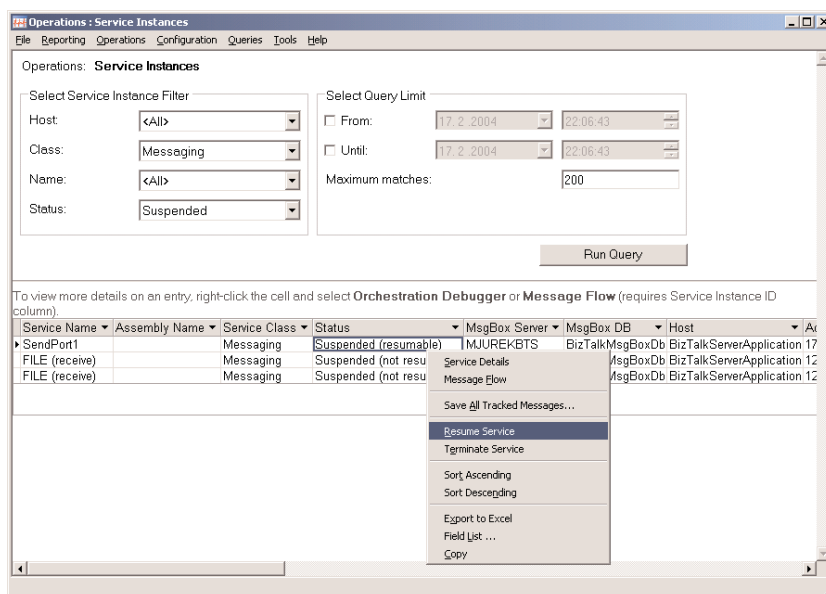 Operations : Service Instances
File Reporting Operations Configuration Queries Tools Help
Operations: Service Instances
Select Service Instance Filter
Host: <All>
Class: Messaging
Name: <All>
Status: Suspended
Select Query Limit
From: 17. 2 .2004 22:06:43
Until: 17. 2 .2004 22:06:43
Maximum matches: 200
Run Query
To view more details on an entry, right-click the cell and select Orchestration Debugger or Message Flow (requires Service Instance ID
column).
Service Name Assembly Name Service Class Status MsgBox Server MsgBox DB Host Ac
SendPort1 Messaging Suspended (resumable) MJUREKBTS BizTalkMsgBoxDb BizTalkServerApplication 17
FILE (receive) Messaging Suspended (not resu MsgBoxDb BizTalkServerApplication 12
FILE (receive) Messaging Suspended (not resu MsgBoxDb BizTalkServerApplication 12
Service Details
Message Flow
Save All Tracked Messages...
Resume Service
Terminate Service
Sort Ascending
Sort Descending
Export to Excel
Field List ...
Copy